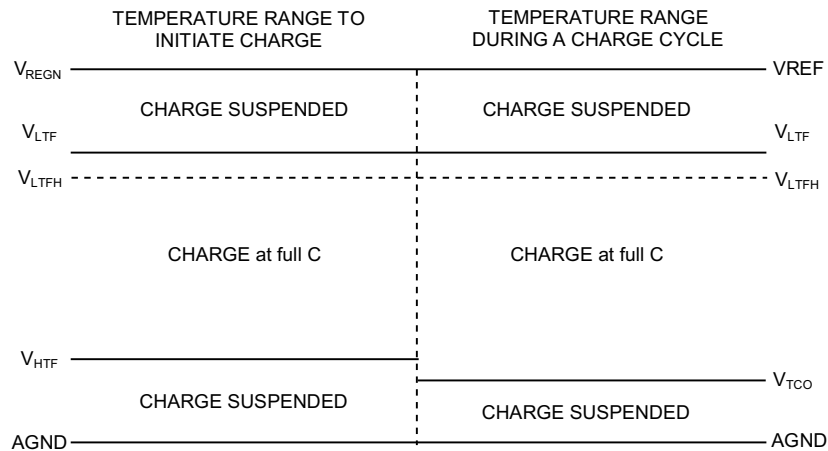 TEMPERATURE RANGE TO
INITIATE CHARGE
TEMPERATURE RANGE
DURING A CHARGE CYCLE
VREGN
VREF
CHARGE SUSPENDED
CHARGE SUSPENDED
VLTF
VLTF
VLTFH
VLTFH
CHARGE at full C
CHARGE at full C
VHTF
VTCO
CHARGE SUSPENDED
CHARGE SUSPENDED
AGND
AGND